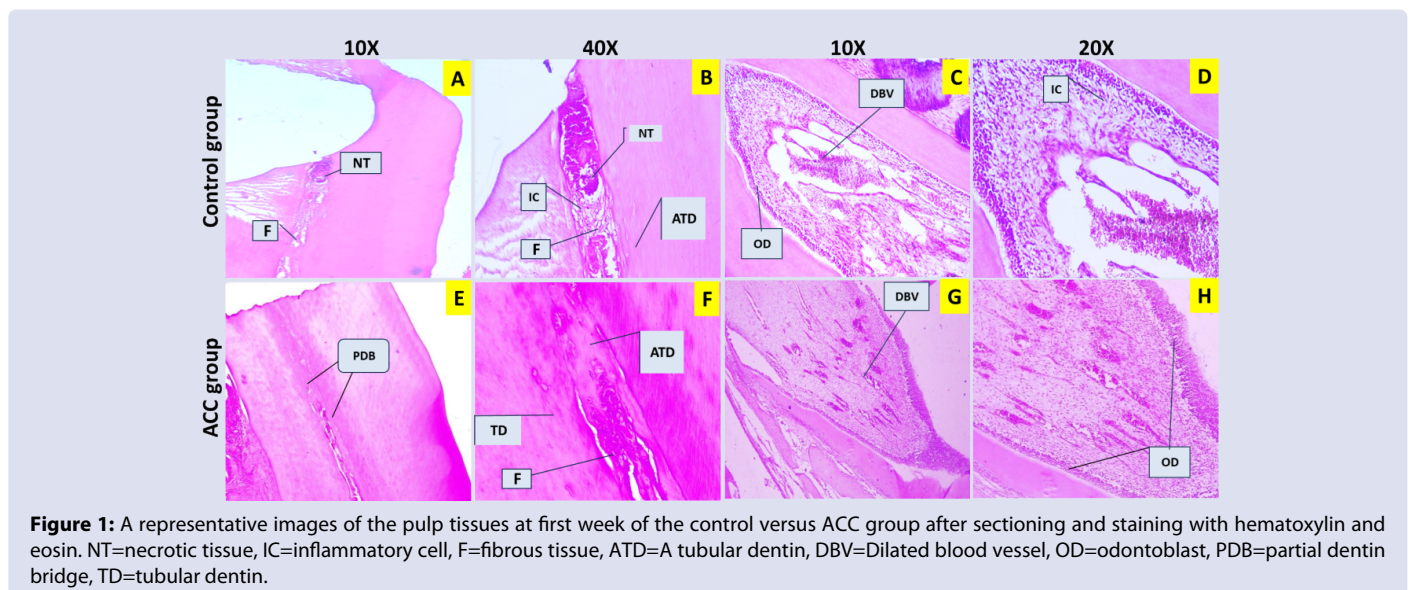 10X 40X 10X 20X
Control group
A
NT
F
B
NT
IC
F
ATD
C
DBV
OD
D
IC
ACC group
E
PDB
F
ATD
TD
F
G
DBV
H
OD
Figure 1: A representative images of the pulp tissues at first week of the control versus ACC group after sectioning and staining with hematoxylin and
eosin. NT=necrotic tissue, IC=inflammatory cell, F=fibrous tissue, ATD=A tubular dentin, DBV=Dilated blood vessel, OD=odontoblast, PDB=partial dentin
bridge, TD=tubular dentin.